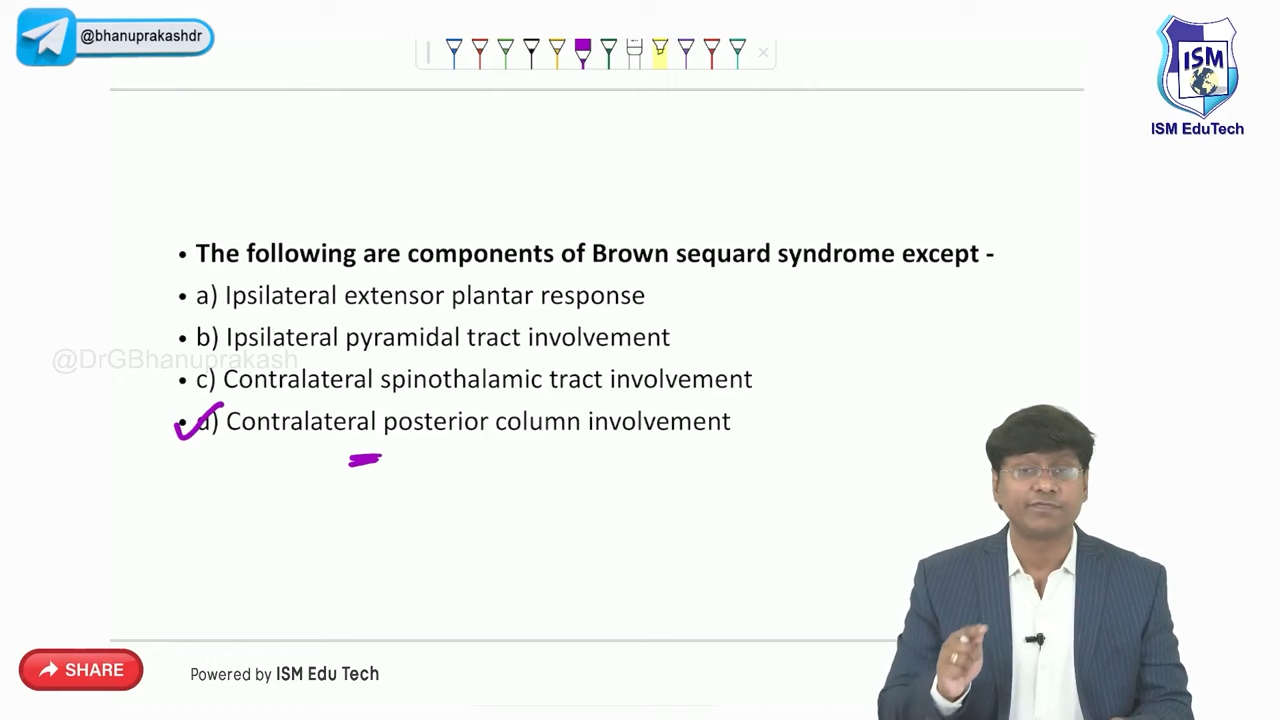 @bhanuprakashdr
ISM
ISM EduTech
• The following are components of Brown sequard syndrome except -
• a) Ipsilateral extensor plantar response
• b) Ipsilateral pyramidal tract involvement
@DrGBhanuprakash
• c) Contralateral spinothalamic tract involvement
• d) Contralateral posterior column involvement
SHARE
Powered by ISM Edu Tech